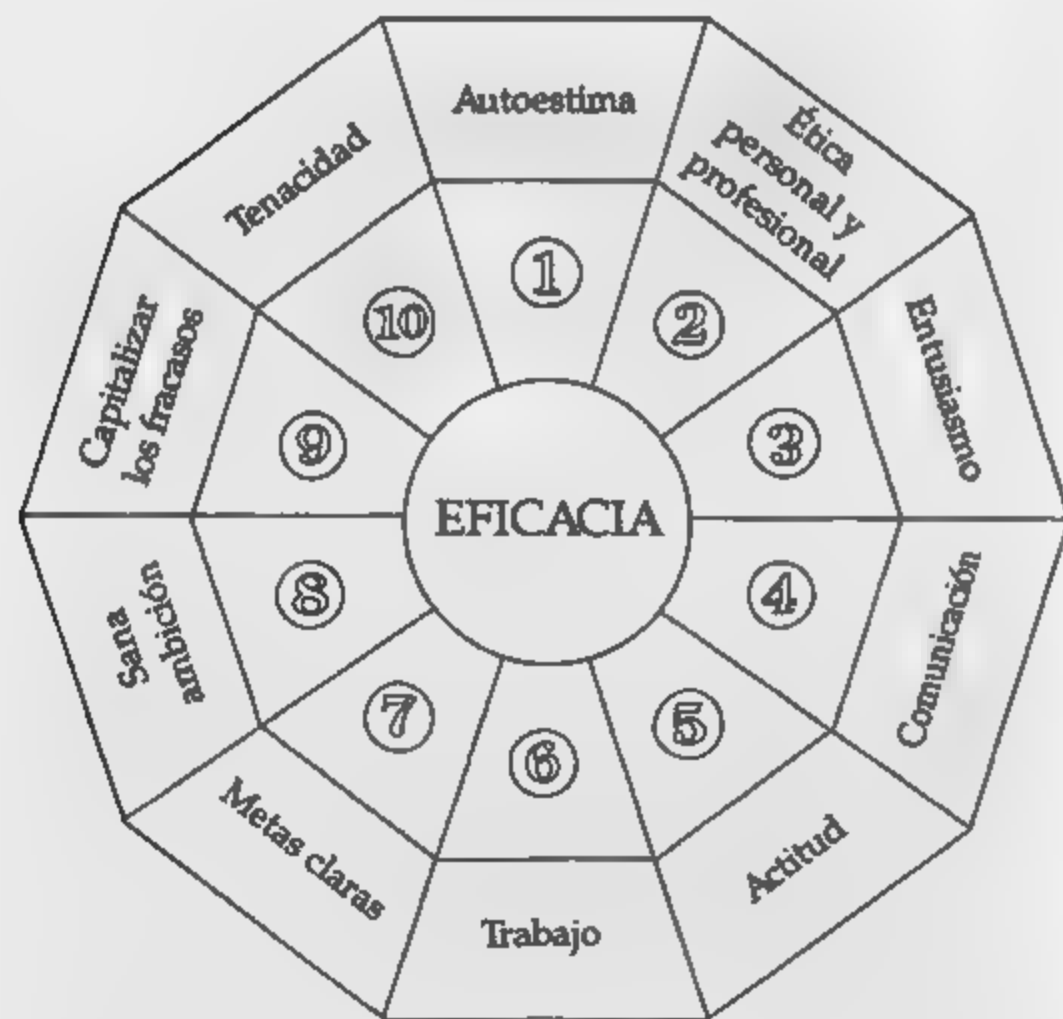 Autoestima
1
Ética
personal y
profesional
2
Entusiasmo
3
Comunicación
4
Actitud
5
Trabajo
6
Metas claras
7
Sana
ambición
8
Capitalizar
los fracasos
9
Tenacidad
10
EFICACIA